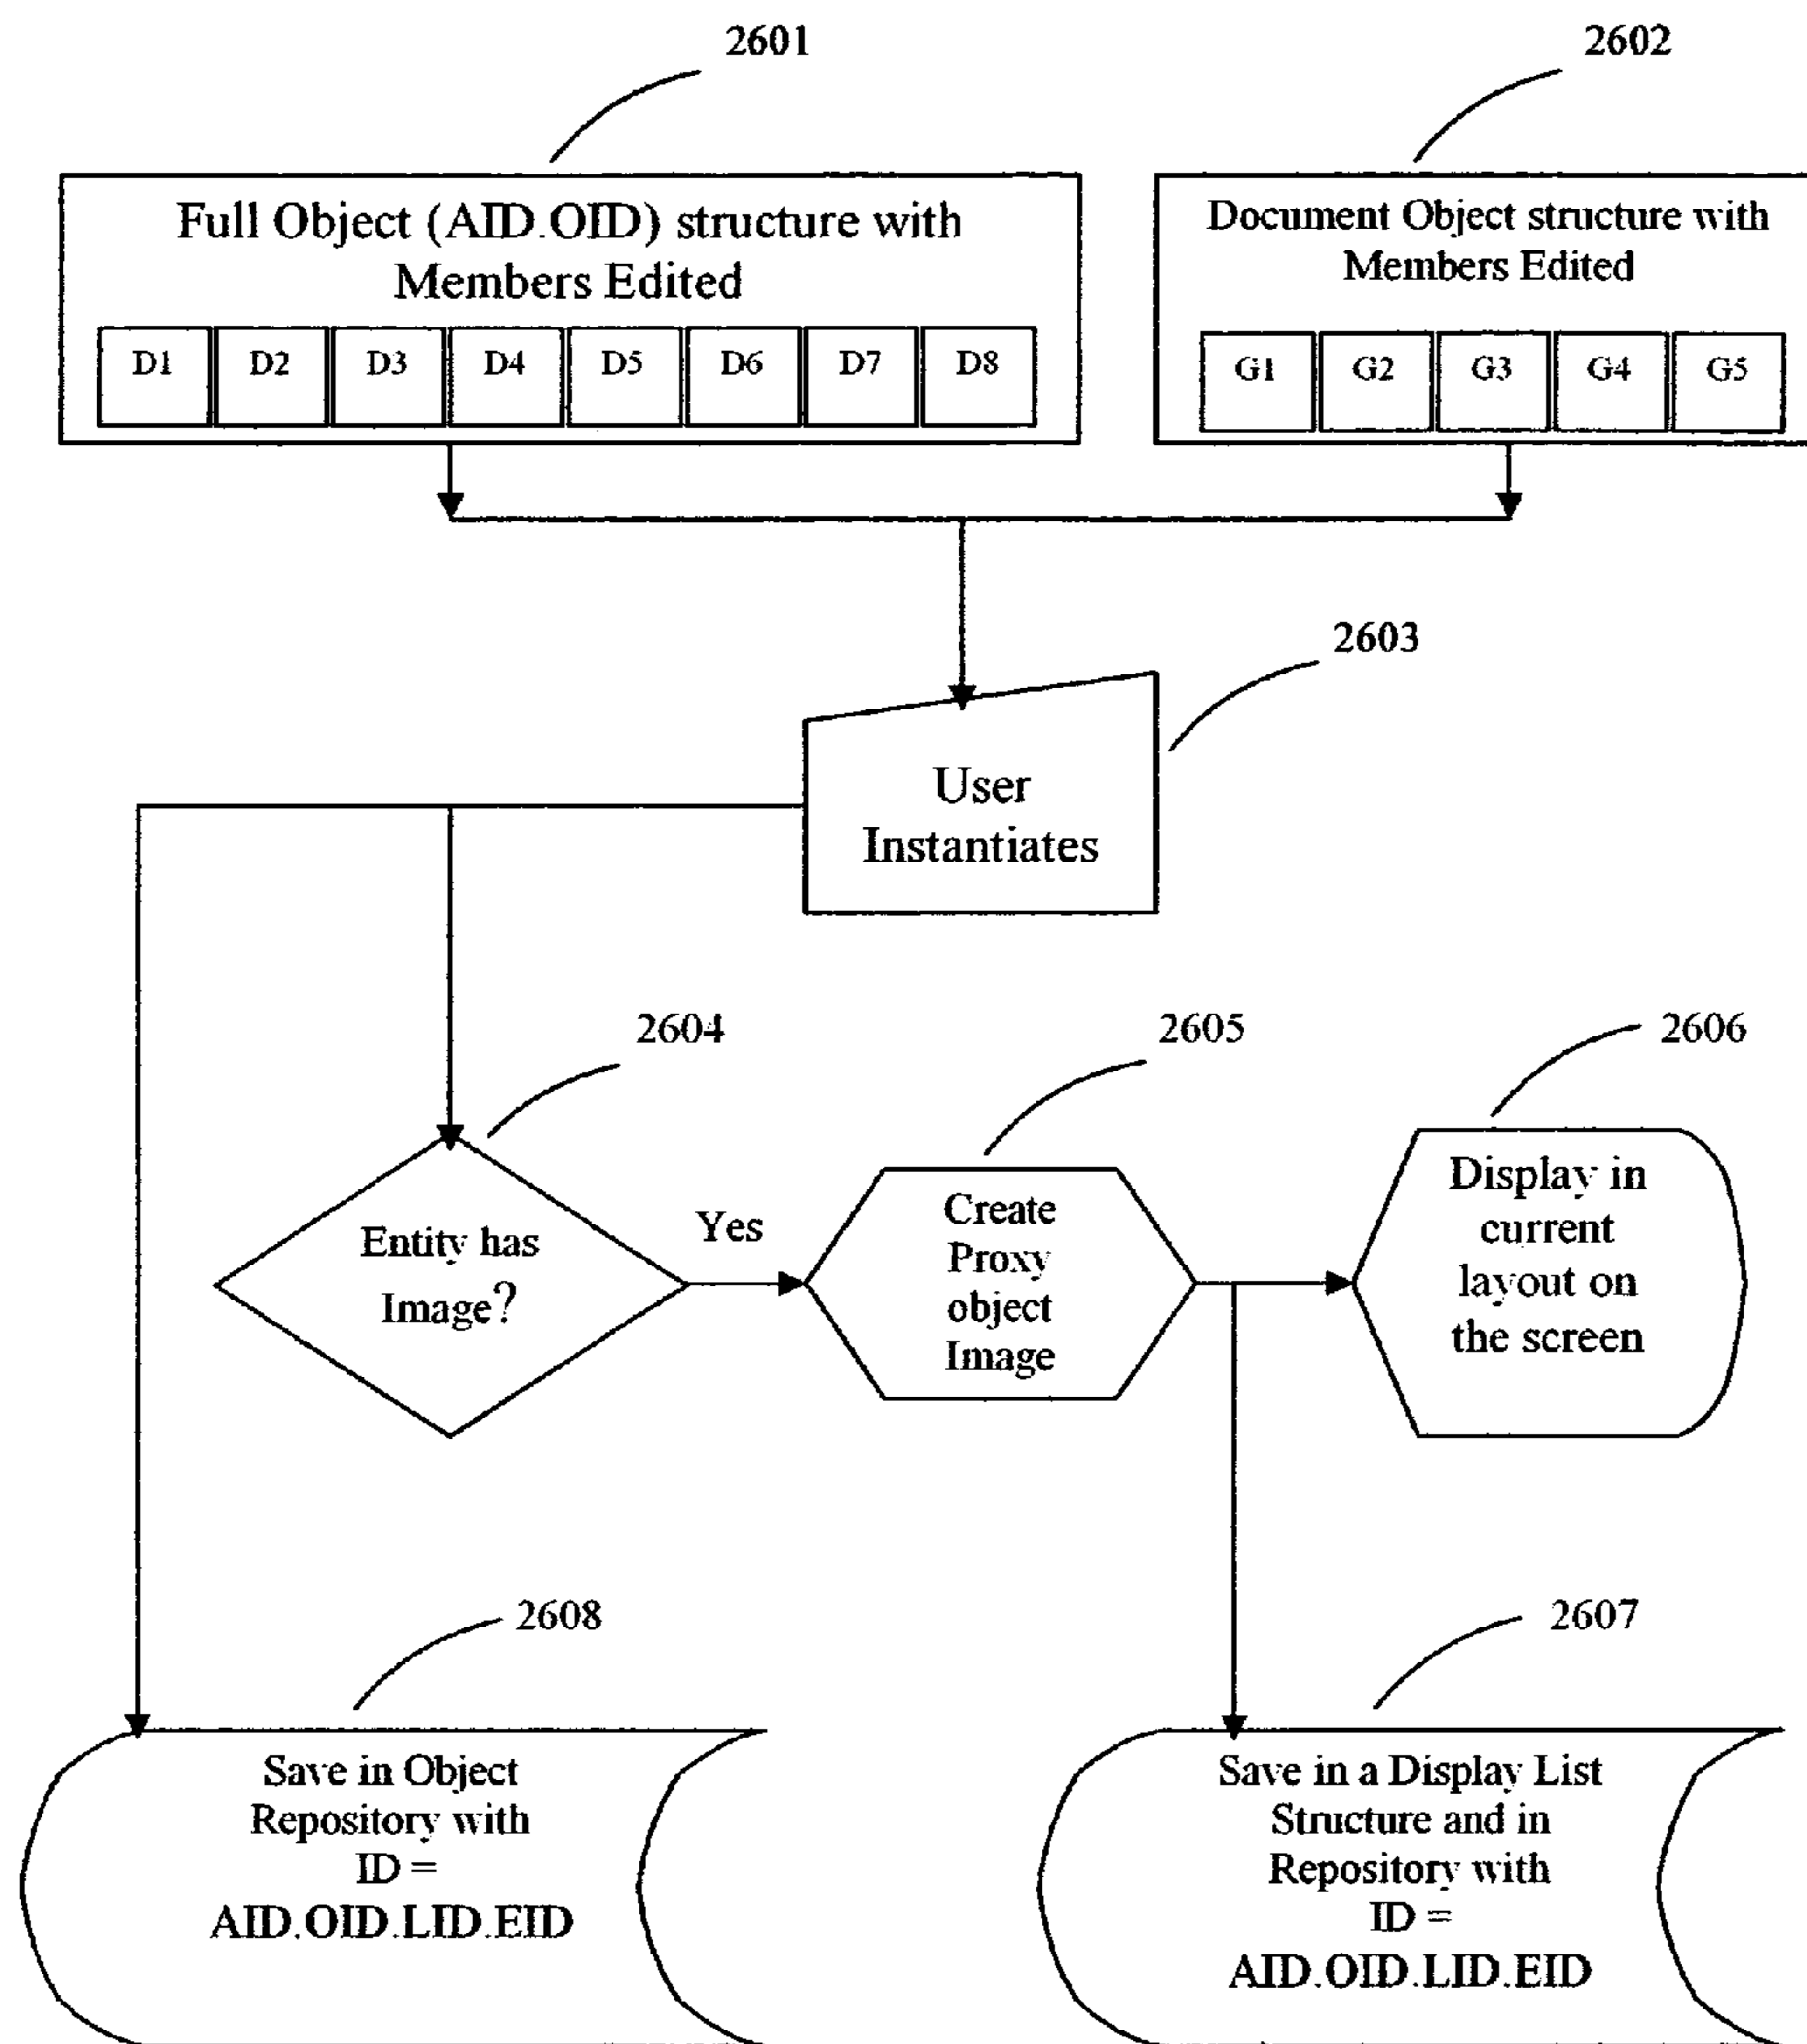 2601
2602
Full Object (AID.OID) structure with
Members Edited
D1 D2 D3 D4 D5 D6 D7 D8
Document Object structure with
Members Edited
G1 G2 G3 G4 G5
2603
User
Instantiates
2604
2605
2606
Entity has
Image?
Yes
Create
Proxy
object
Image
Display in
current
layout on
the screen
2608
2607
Save in Object
Repository with
ID =
AID.OID.LID.EID
Save in a Display List
Structure and in
Repository with
ID =
AID.OID.LID.EID